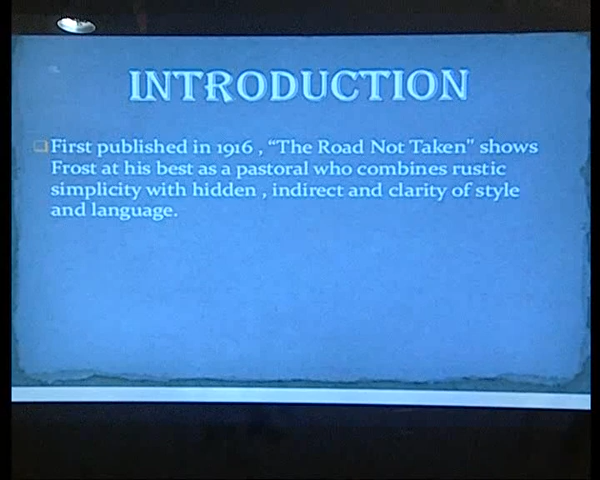 INTRODUCTION
First published in 1916 , “The Road Not Taken” shows
Frost at his best as a pastoral who combines rustic
simplicity with hidden , indirect and clarity of style
and language.